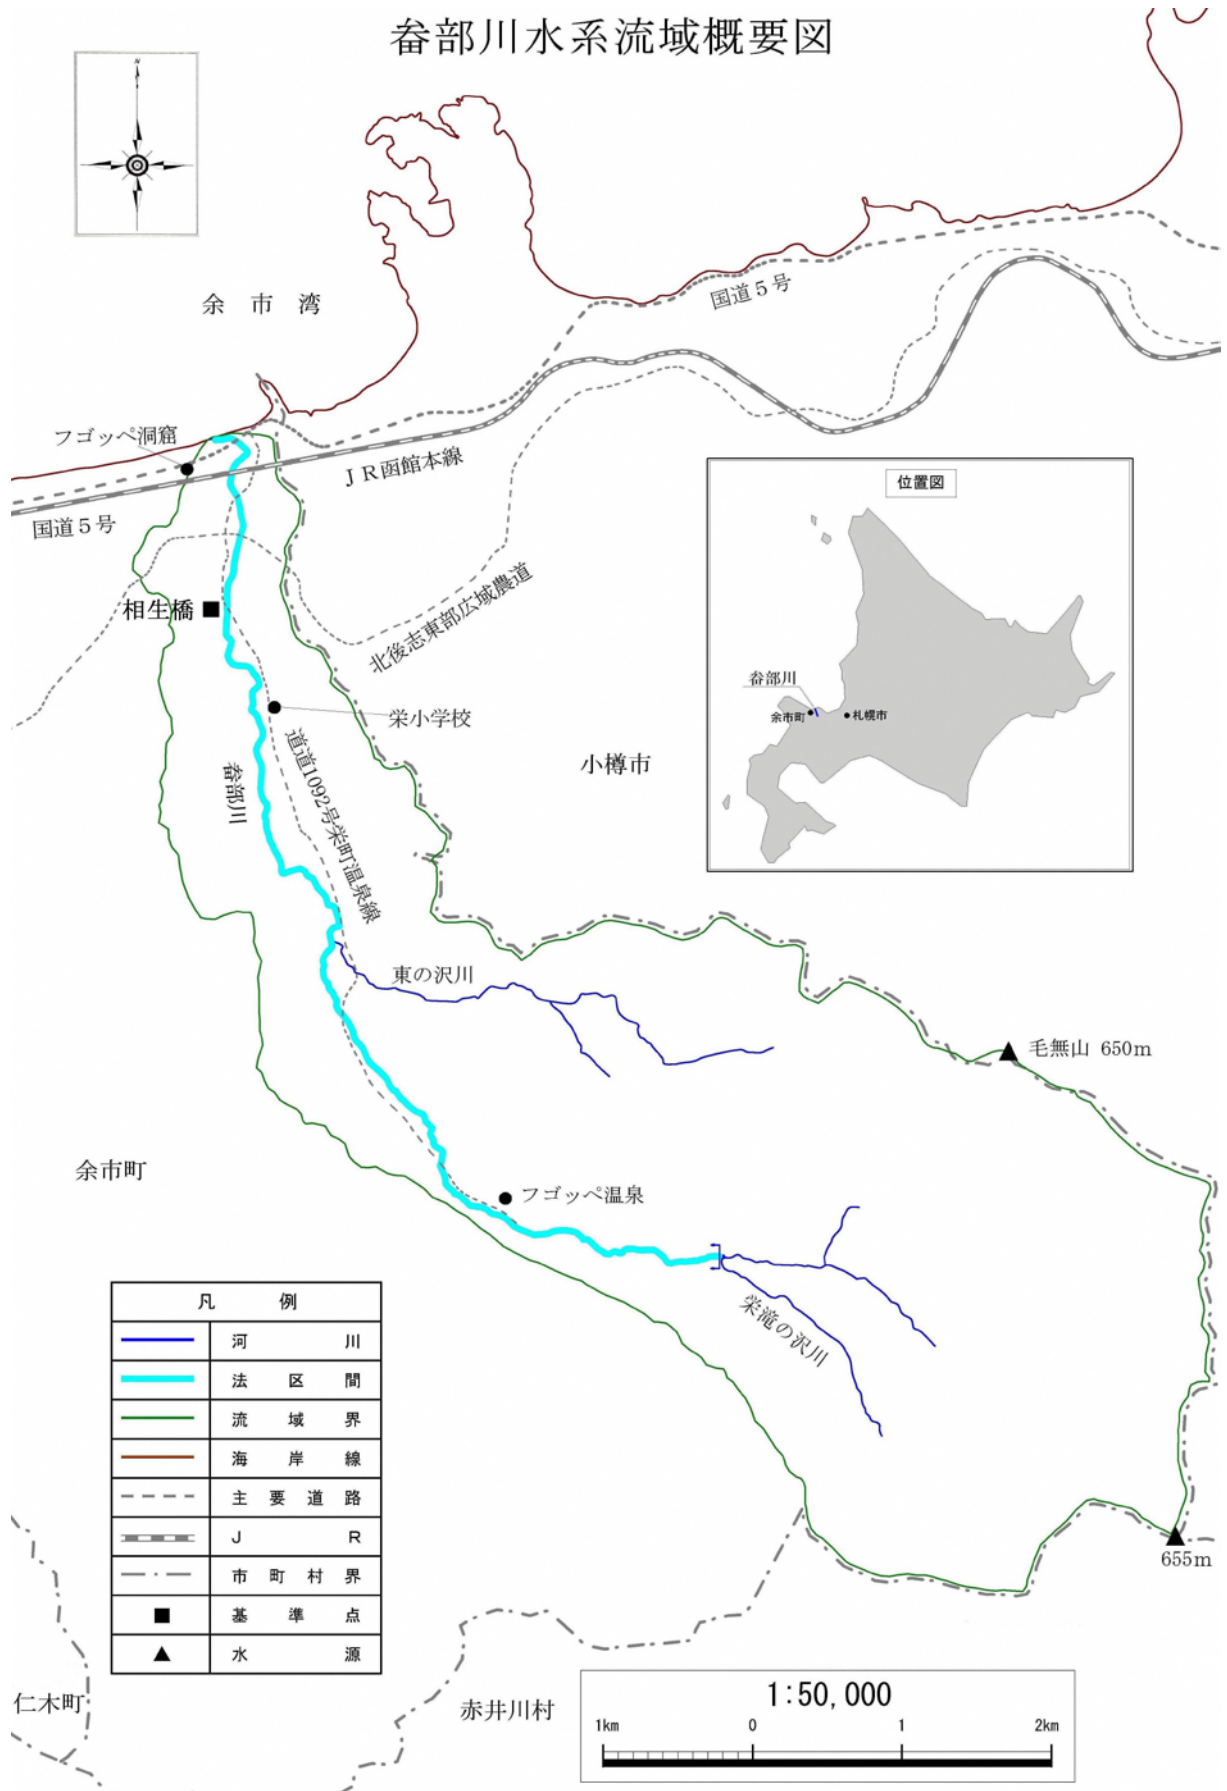 畚部川水系流域概要図
N
余市湾
国道5号
フゴッペ洞窟
JR函館本線
国道5号
位置図
畚部川
余市町
札幌市
相生橋
北後志東部広域農道
栄小学校
道道1092号栄町温泉線
畚部川
小樽市
東の沢川
毛無山 650m
余市町
フゴッペ温泉
栄滝の沢川
凡例
河川
法区間
流域界
海岸線
主要道路
JR
市町村界
基準点
水源
655m
仁木町
赤井川村
1:50,000
1km 0 1 2km